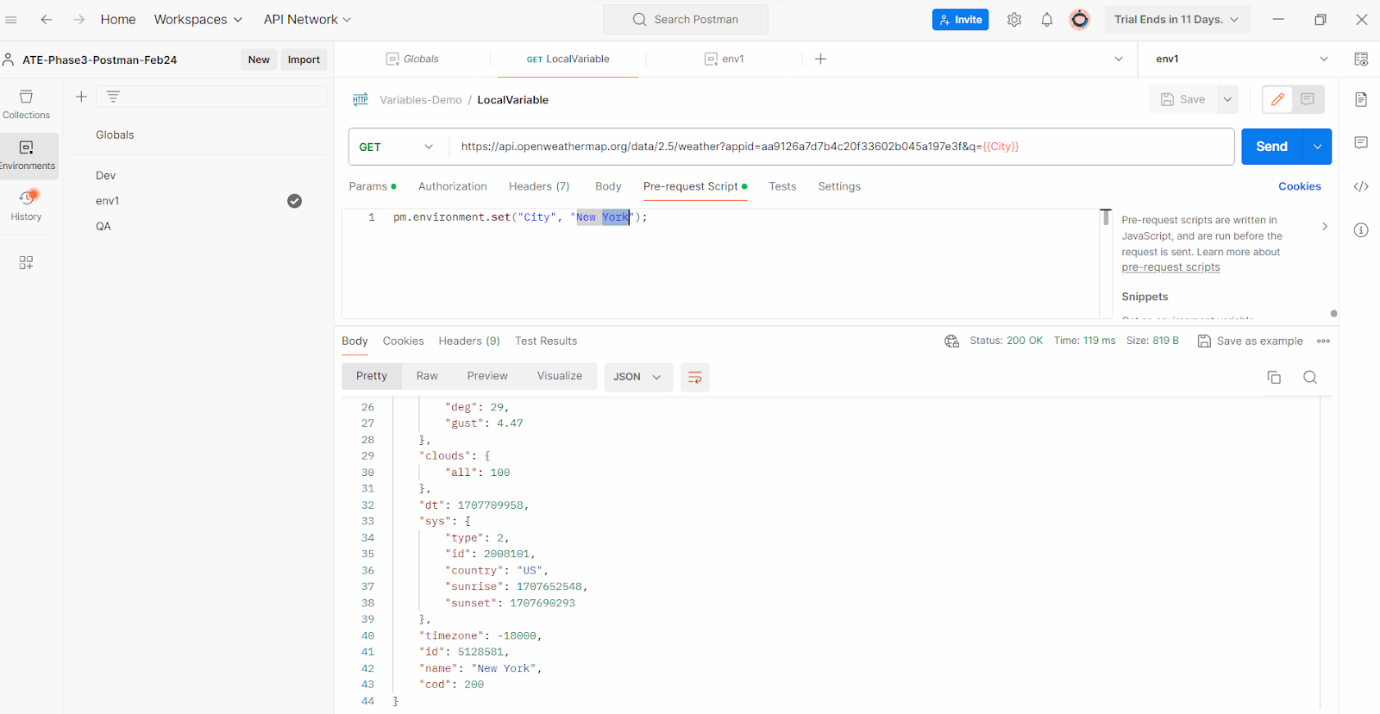 Home Workspaces API Network Search Postman Invite Trial Ends in 11 Days.
ATE-Phase3-Postman-Feb24 New Import Globals GET LocalVariable env1 env1
Collections
Environments
History
Globals
Dev
env1
QA
HTTP Variables-Demo / LocalVariable Save
GET https://api.openweathermap.org/data/2.5/weather?appid=aa9126a7d7b4c20f33602b045a197e3f&q={{City}} Send
Params Authorization Headers (7) Body Pre-request Script Tests Settings Cookies
1 pm.environment.set("City", "New York");
Pre-request scripts are written in
JavaScript, and are run before the
request is sent. Learn more about
pre-request scripts
Snippets
Body Cookies Headers (9) Test Results Status: 200 OK Time: 119 ms Size: 819 B Save as example
Pretty Raw Preview Visualize JSON
26 "deg": 29,
27 "gust": 4.47
28 },
29 "clouds": {
30 "all": 100
31 },
32 "dt": 1707709958,
33 "sys": {
34 "type": 2,
35 "id": 2008101,
36 "country": "US",
37 "sunrise": 1707652548,
38 "sunset": 1707690293
39 },
40 "timezone": -18000,
41 "id": 5128581,
42 "name": "New York",
43 "cod": 200
44 }